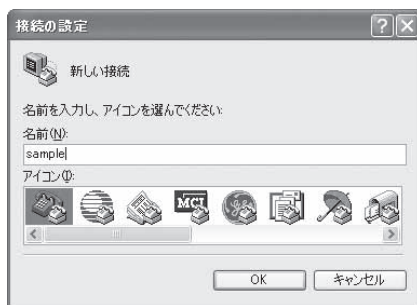 接続の設定
新しい接続
名前を入力し、アイコンを選んでください:
名前(N):
sample
アイコン(I):
MCI
OK
キャンセル